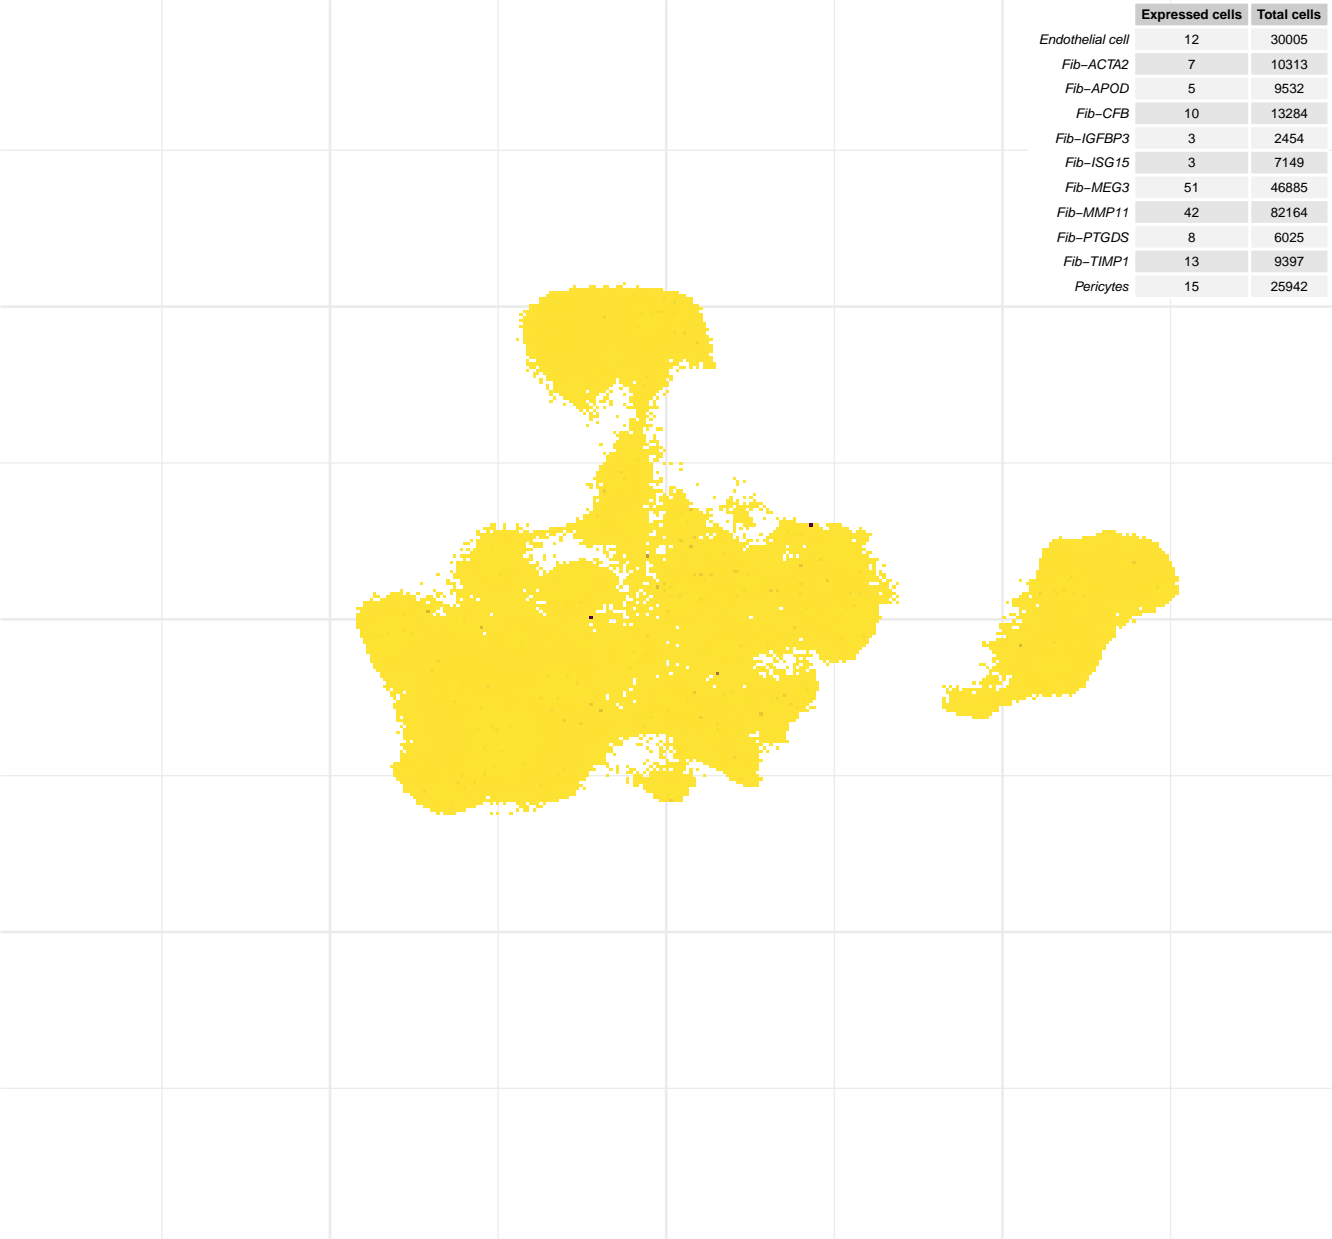 Expressed cells Total cells
Endothelial cell 12 30005
Fib−ACTA2 7 10313
Fib−APOD 5 9532
Fib−CFB 10 13284
Fib−IGFBP3 3 2454
Fib−ISG15 3 7149
Fib−MEG3 51 46885
Fib−MMP11 42 82164
Fib−PTGDS 8 6025
Fib−TIMP1 13 9397
Pericytes 15 25942